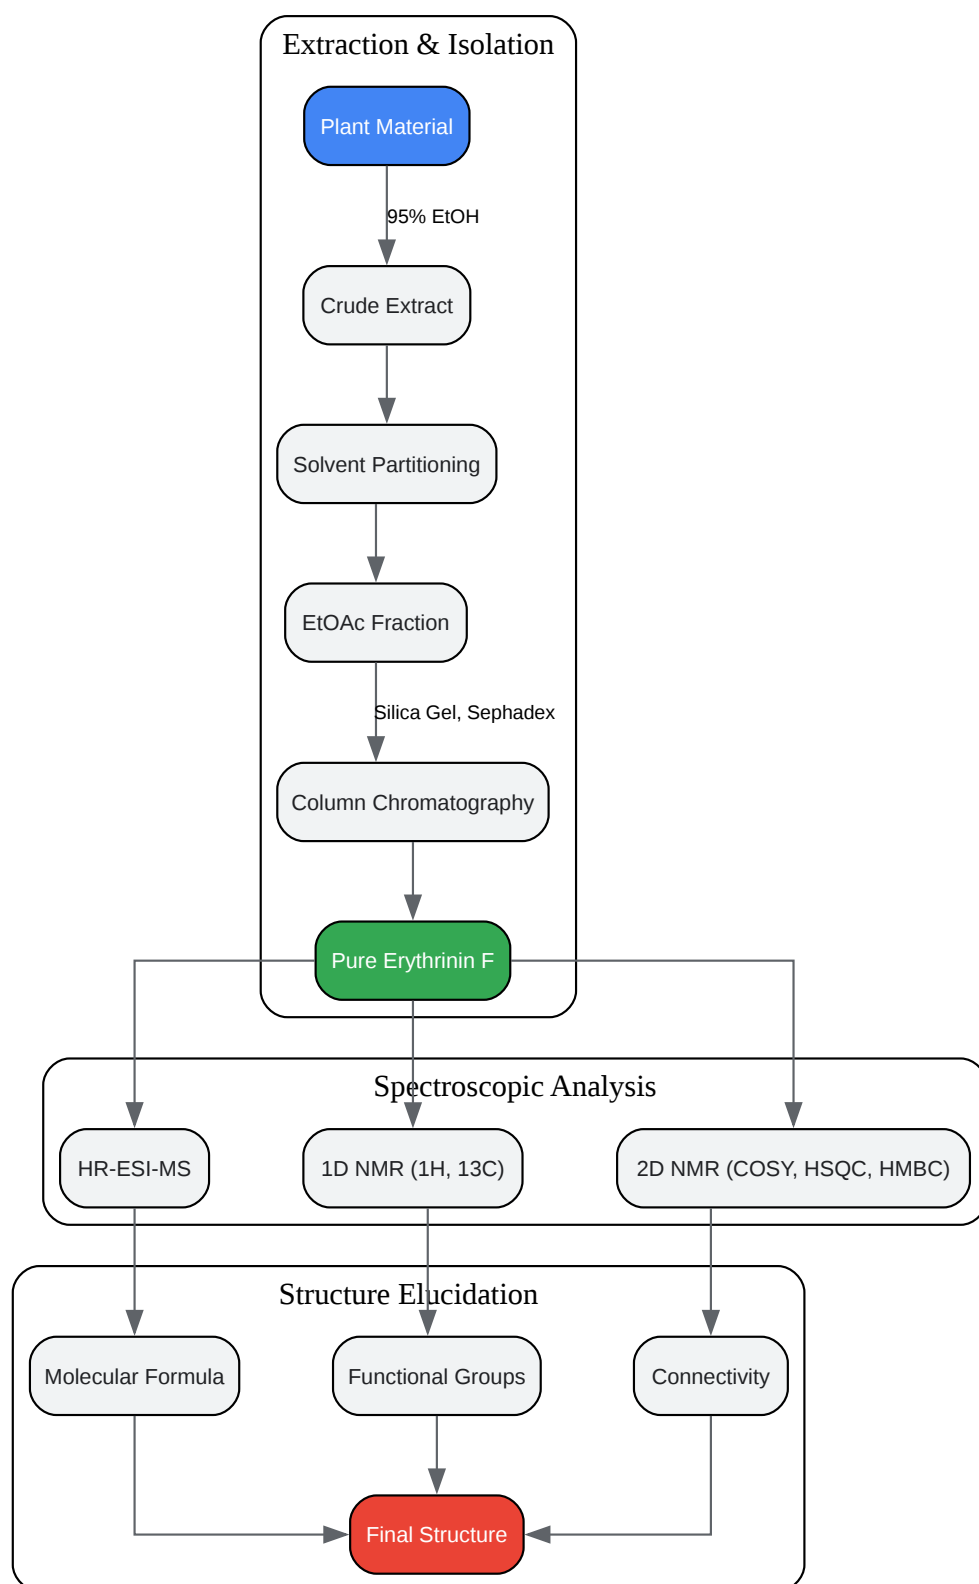 Extraction & Isolation
Plant Material
95% EtOH
Crude Extract
Solvent Partitioning
EtOAc Fraction
Silica Gel, Sephadex
Column Chromatography
Pure Erythrinin F
Spectroscopic Analysis
HR-ESI-MS
1D NMR (1H, 13C)
2D NMR (COSY, HSQC, HMBC)
Structure Elucidation
Molecular Formula
Functional Groups
Connectivity
Final Structure